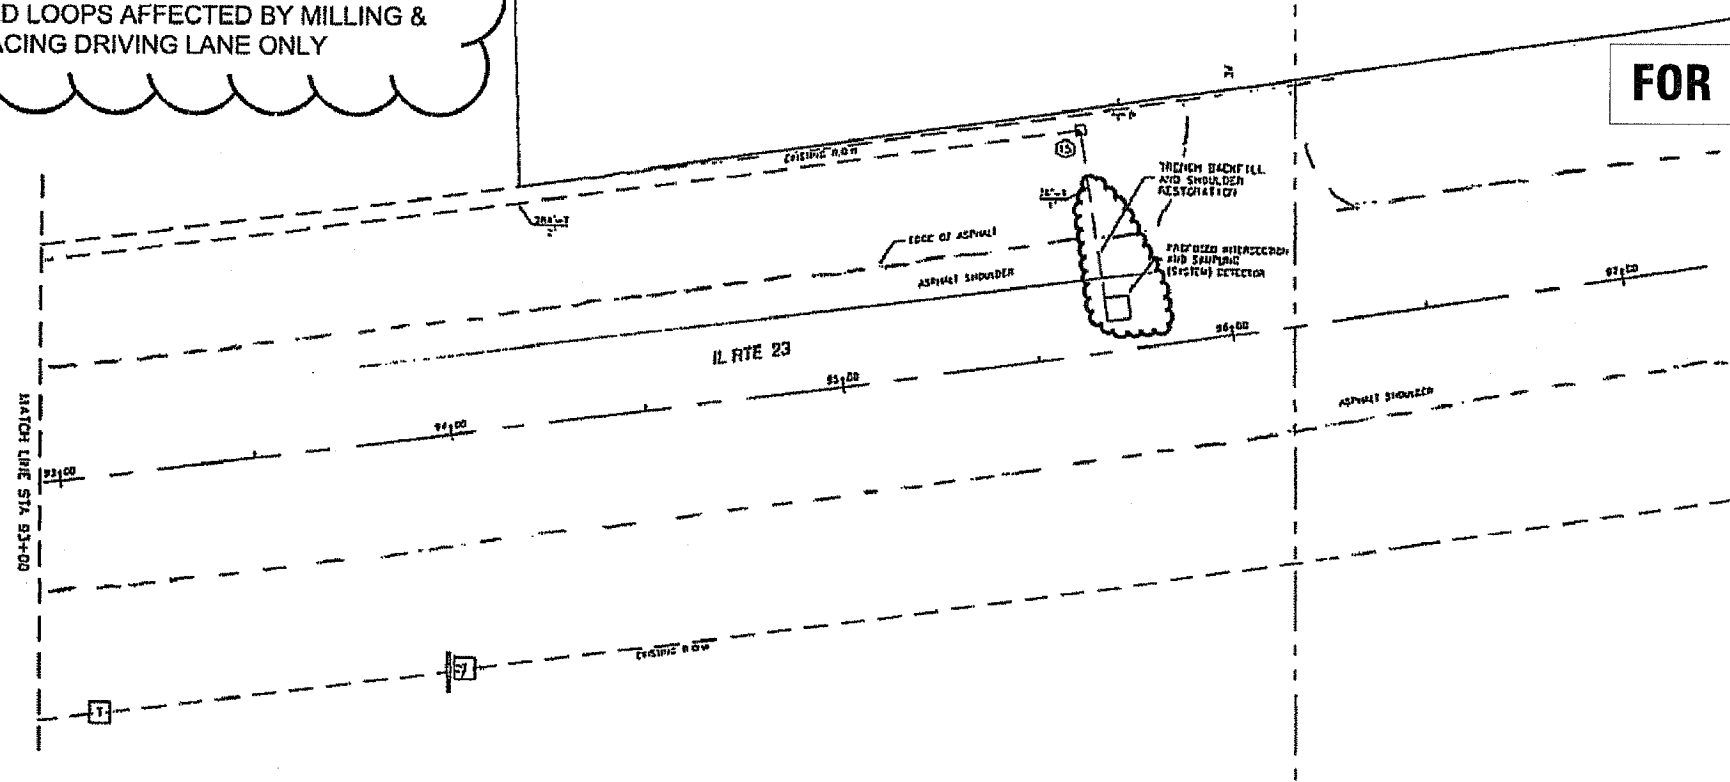 D LOOPS AFFECTED BY MILLING &
ACING DRIVING LANE ONLY
FOR
EXISTING R.O.W
15
TRENCH BACKFILL
AND SHOULDER
RESTORATION
EDGE OF ASPHALT
ASPHALT SHOULDER
PROPOSED INTERSECTION
AND SAMPLING
(SYSTEM) DETECTOR
IL RTE 23
97+00
96+00
95+00
94+00
93+00
ASPHALT SHOULDER
MATCH LINE STA 93+00
EXISTING ROW
T